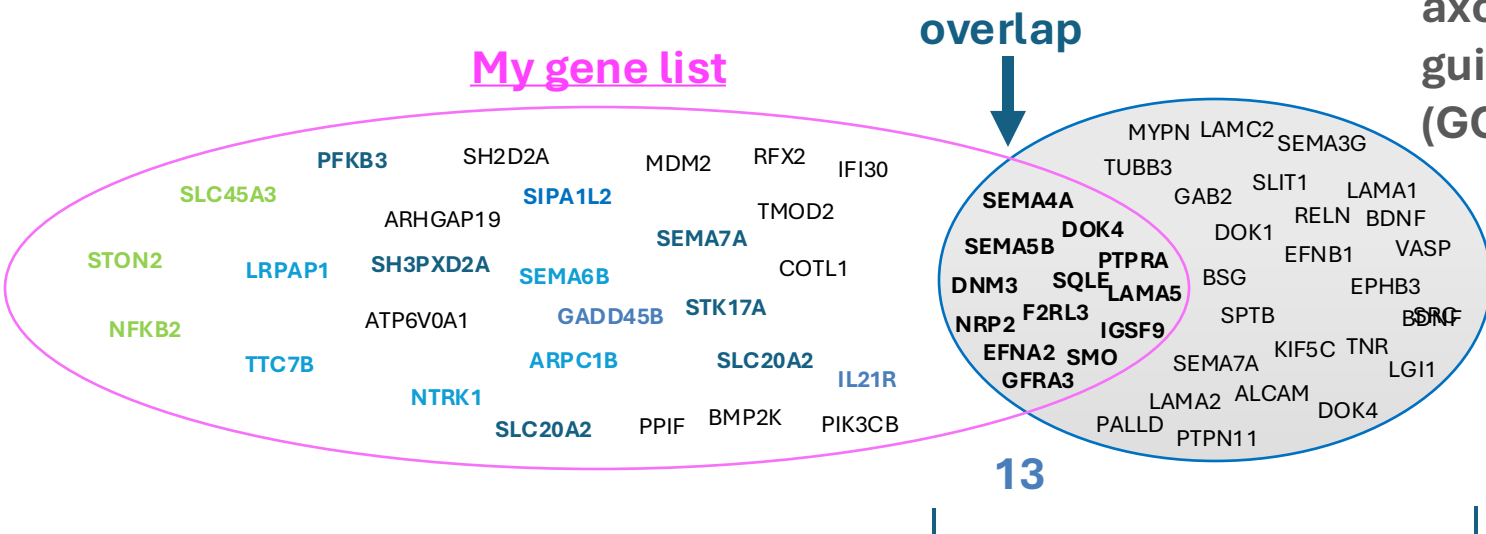 overlap
My gene list
PFKB3
SH2D2A
MDM2
RFX2
IFI30
SLC45A3
SIPA1L2
ARHGAP19
TMOD2
SEMA7A
STON2
LRPAP1
SH3PXD2A
SEMA6B
COTL1
NFKB2
ATP6V0A1
GADD45B
STK17A
TTC7B
ARPC1B
SLC20A2
IL21R
NTRK1
SLC20A2
PPIF
BMP2K
PIK3CB
SEMA4A
DOK4
SEMA5B
PTPRA
DNM3
SQLE
LAMA5
F2RL3
NRP2
IGSF9
EFNA2
SMO
GFRA3
13
MYPN
LAMC2
SEMA3G
TUBB3
GAB2
SLIT1
LAMA1
RELN
BDNF
DOK1
EFNB1
VASP
BSG
EPHB3
SPTB
BDNF
SRC
KIF5C
TNR
SEMA7A
LGI1
LAMA2
ALCAM
DOK4
PALLD
PTPN11
gui
(GO